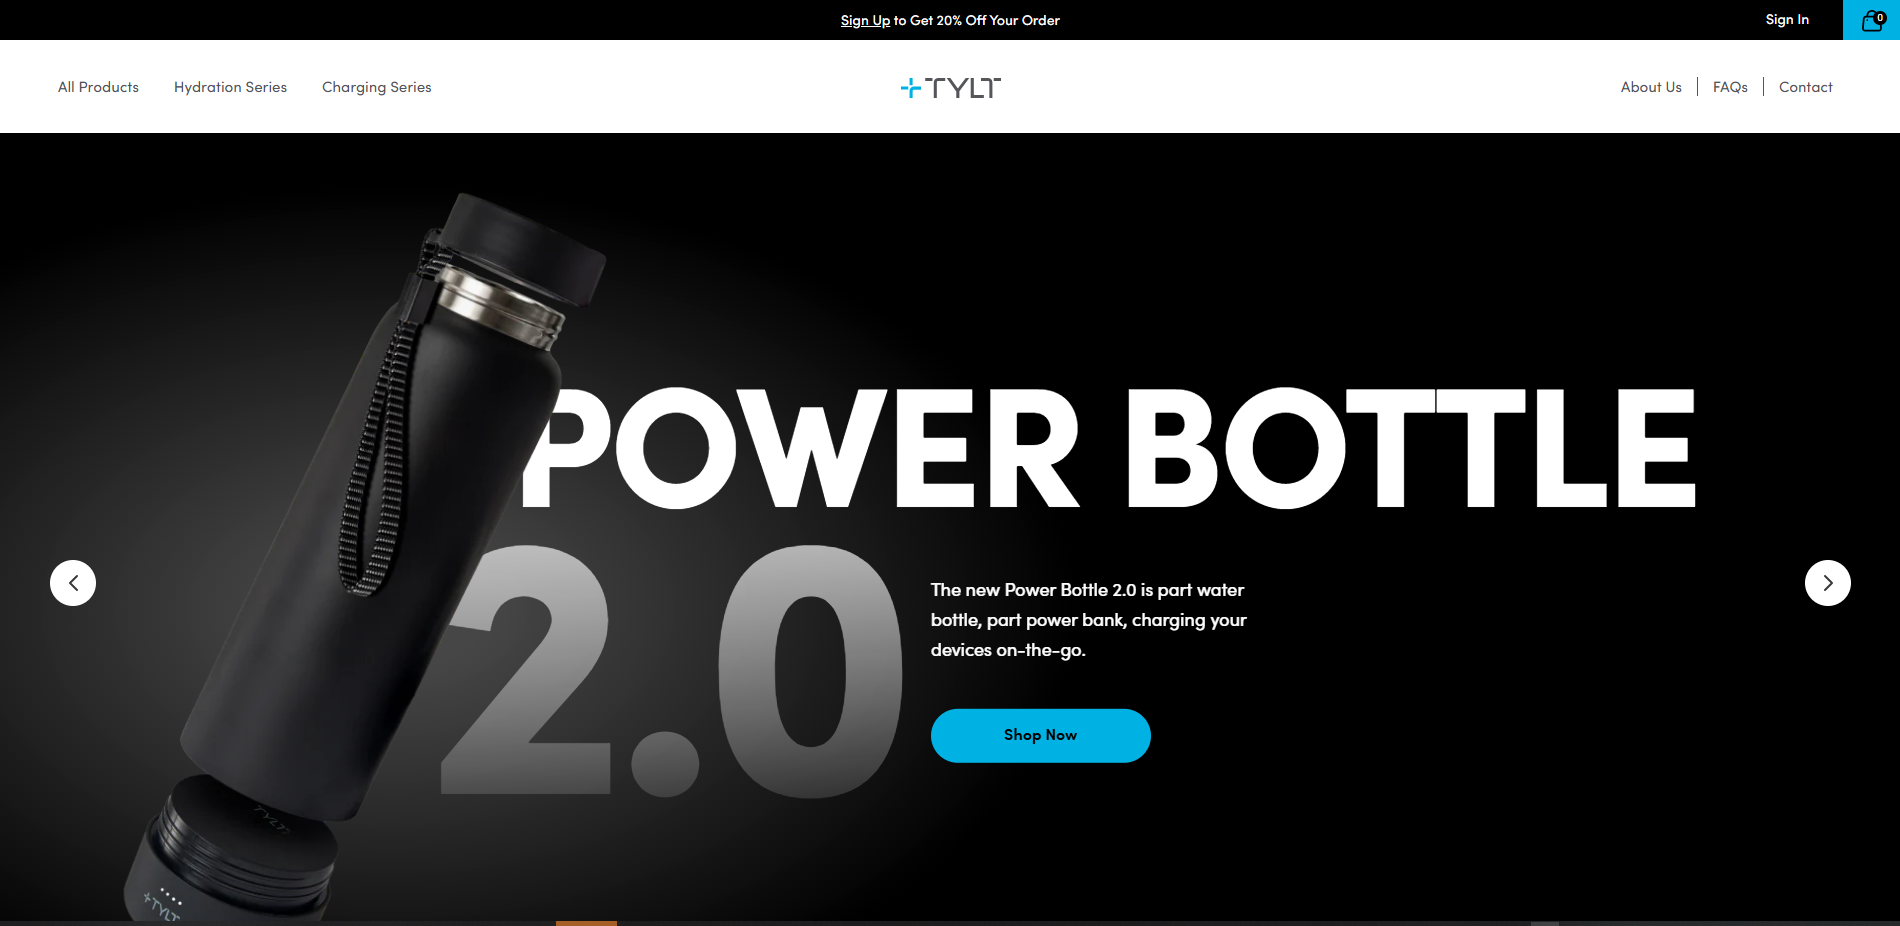 Sign Up to Get 20% Off Your Order
Sign In
0
All Products
Hydration Series
Charging Series
TYLT
About Us
FAQs
Contact
POWER BOTTLE
2.0
The new Power Bottle 2.0 is part water
bottle, part power bank, charging your
devices on-the-go.
Shop Now
TYLT
+TYLT